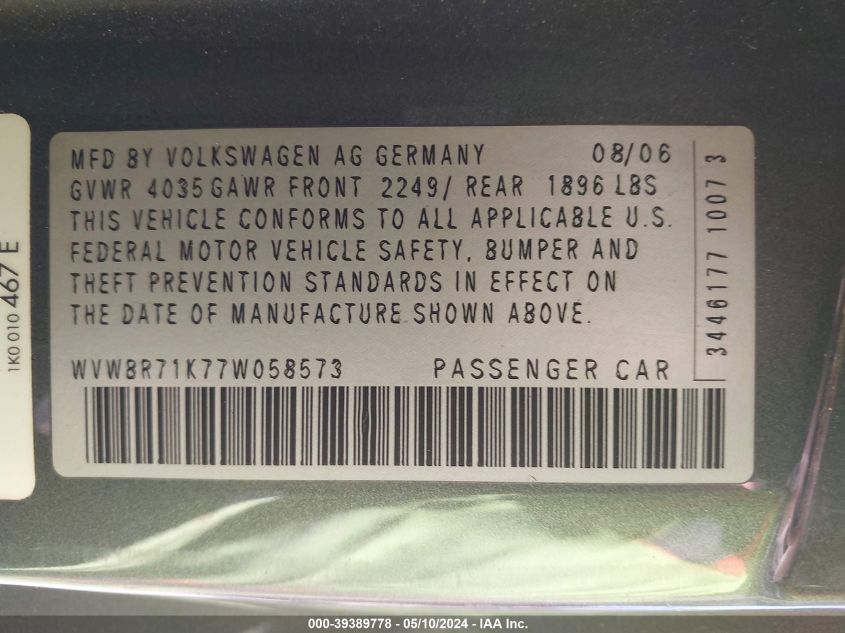 MFD BY VOLKSWAGEN AG GERMANY 08/06
GVWR 4035 GAWR FRONT 2249/ REAR 1896 LBS
THIS VEHICLE CONFORMS TO ALL APPLICABLE U.S.
FEDERAL MOTOR VEHICLE SAFETY, BUMPER AND
THEFT PREVENTION STANDARDS IN EFFECT ON
THE DATE OF MANUFACTURE SHOWN ABOVE.
WVWBR71K77W058573 PASSENGER CAR
3446177 1007 3
1K0 010 467 E
000-39389778 - 05/10/2024 - IAA Inc.